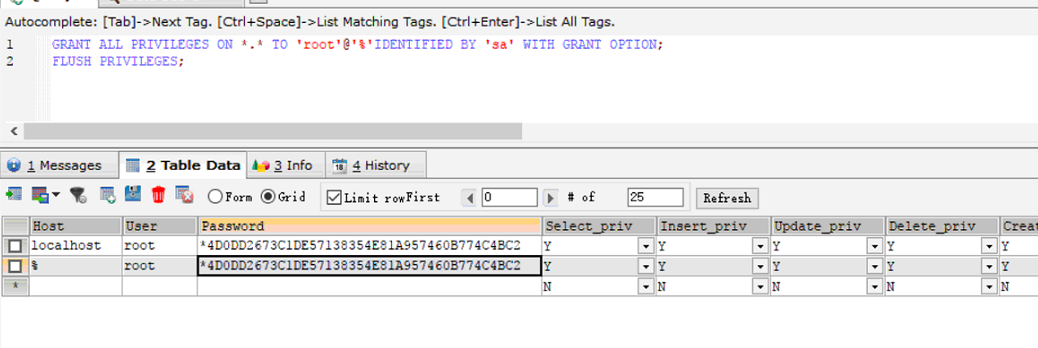 Autocomplete: [Tab]->Next Tag. [Ctrl+Space]->List Matching Tags. [Ctrl+Enter]->List All Tags.
1 GRANT ALL PRIVILEGES ON *.* TO 'root'@'%'IDENTIFIED BY 'sa' WITH GRANT OPTION;
2 FLUSH PRIVILEGES;
1 Messages 2 Table Data 3 Info 4 History
Form Grid Limit rowFirst 0 # of 25 Refresh
Host User Password Select_priv Insert_priv Update_priv Delete_priv Creat
localhost root *4D0DD2673C1DE57138354E81A957460B774C4BC2 Y Y Y Y Y
% root *4D0DD2673C1DE57138354E81A957460B774C4BC2 Y Y Y Y Y
* N N N N N